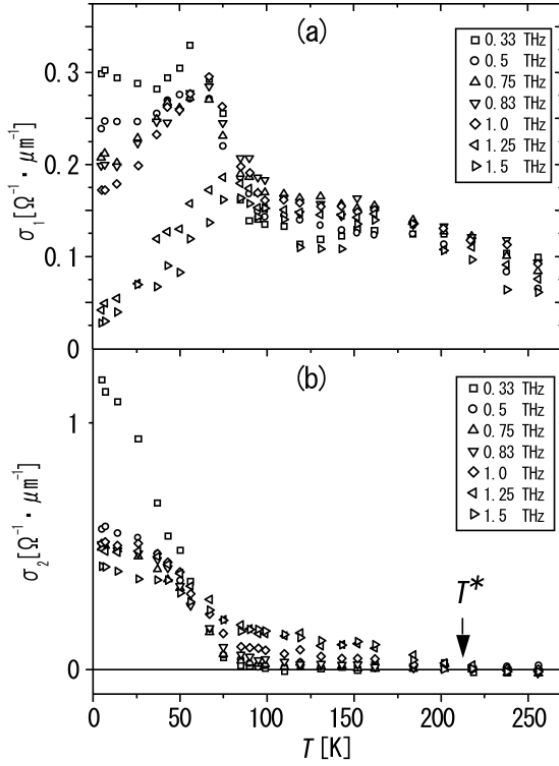 (a)
0.33 THz
0.5 THz
0.75 THz
0.83 THz
1.0 THz
1.25 THz
1.5 THz
0.3
0.2
0.1
0
σ₁[Ω⁻¹・μm⁻¹]
(b)
0.33 THz
0.5 THz
0.75 THz
0.83 THz
1.0 THz
1.25 THz
1.5 THz
1
0
σ₂[Ω⁻¹・μm⁻¹]
T*
0 50 100 150 200 250
T [K]